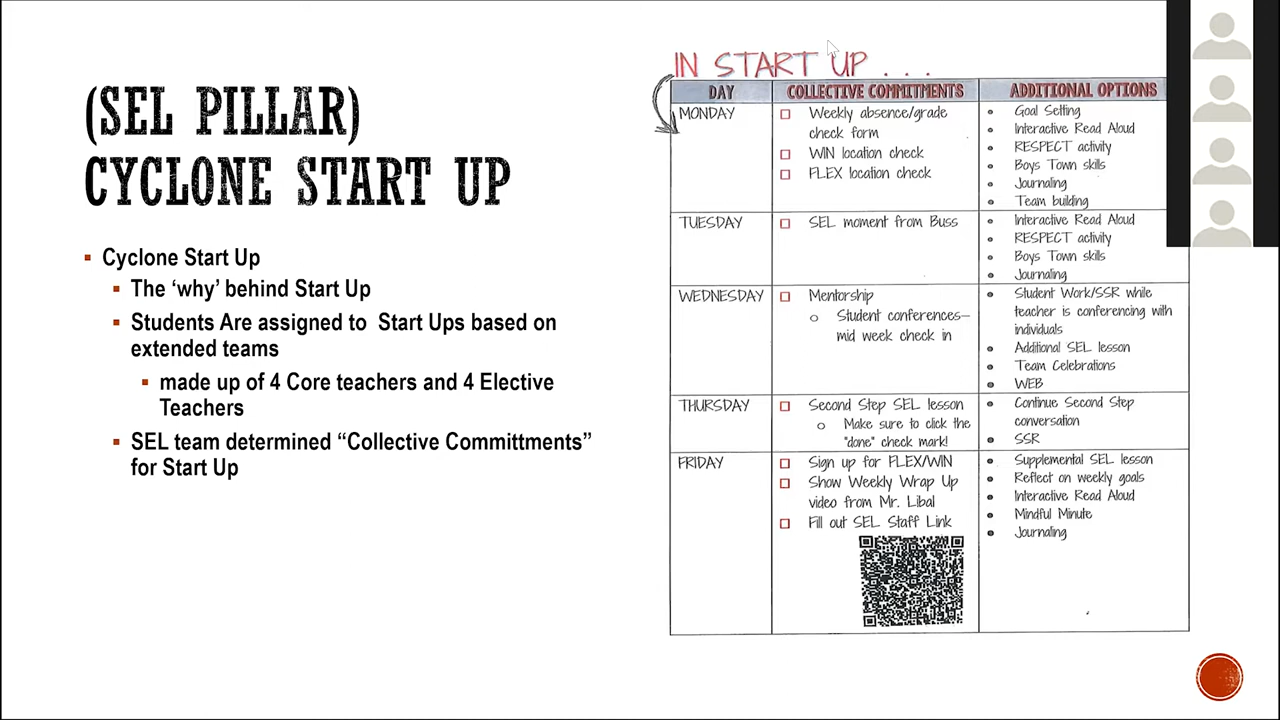 (SEL PILLAR)
CYCLONE START UP
Cyclone Start Up
The ‘why’ behind Start Up
Students Are assigned to Start Ups based on
extended teams
made up of 4 Core teachers and 4 Elective
Teachers
SEL team determined “Collective Committments”
for Start Up
IN START UP . . .
DAY
COLLECTIVE COMMITMENTS
ADDITIONAL OPTIONS
MONDAY
Weekly absence/grade
check form
WIN location check
FLEX location check
Goal Setting
Interactive Read Aloud
RESPECT activity
Boys Town skills
Journaling
Team building
TUESDAY
SEL moment from Buss
Interactive Read Aloud
RESPECT activity
Boys Town skills
Journaling
WEDNESDAY
Mentorship
Student conferences—
mid week check in
Student Work/SSR while
teacher is conferencing with
individuals
Additional SEL lesson
Team Celebrations
WEB
THURSDAY
Second Step SEL lesson
Make sure to click the
"done" check mark!
Continue Second Step
conversation
SSR
FRIDAY
Sign up for FLEX/WIN
Show Weekly Wrap Up
video from Mr. Libal
Fill out SEL Staff Link
Supplemental SEL lesson
Reflect on weekly goals
Interactive Read Aloud
Mindful Minute
Journaling